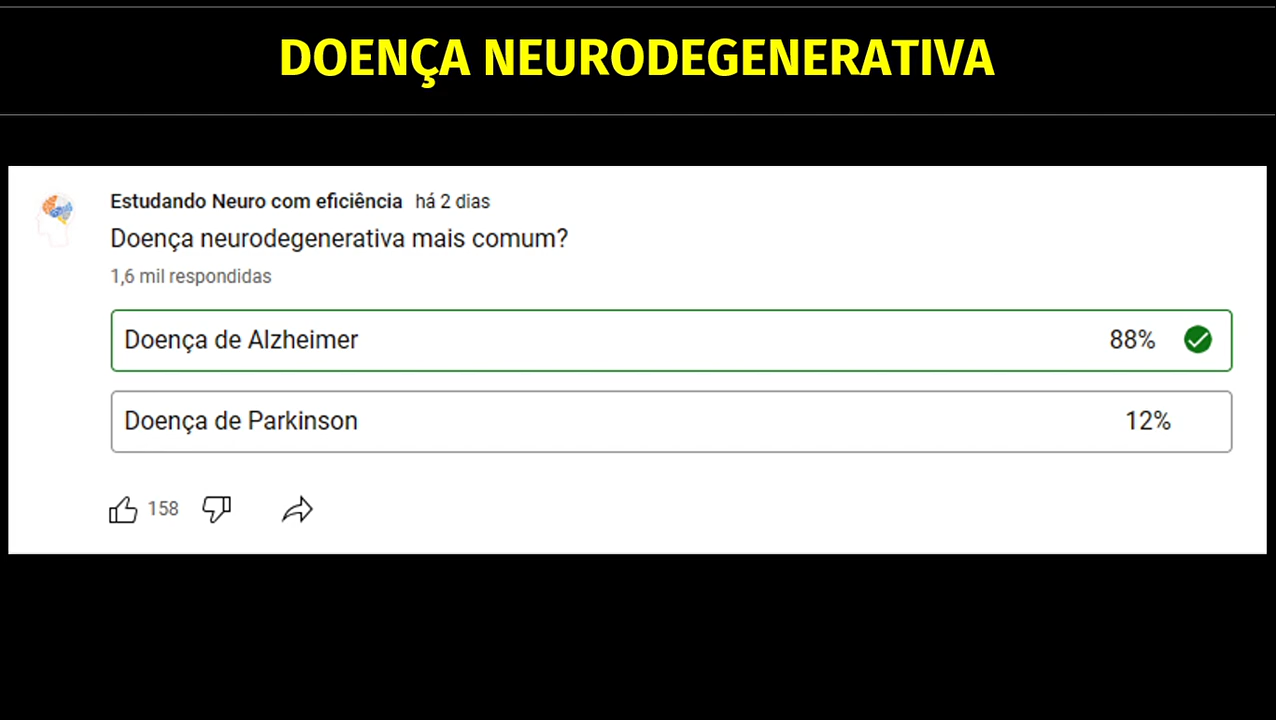 DOENÇA NEURODEGENERATIVA
Estudando Neuro com eficiência há 2 dias
Doença neurodegenerativa mais comum?
1,6 mil respondidas
Doença de Alzheimer 88%
Doença de Parkinson 12%
158